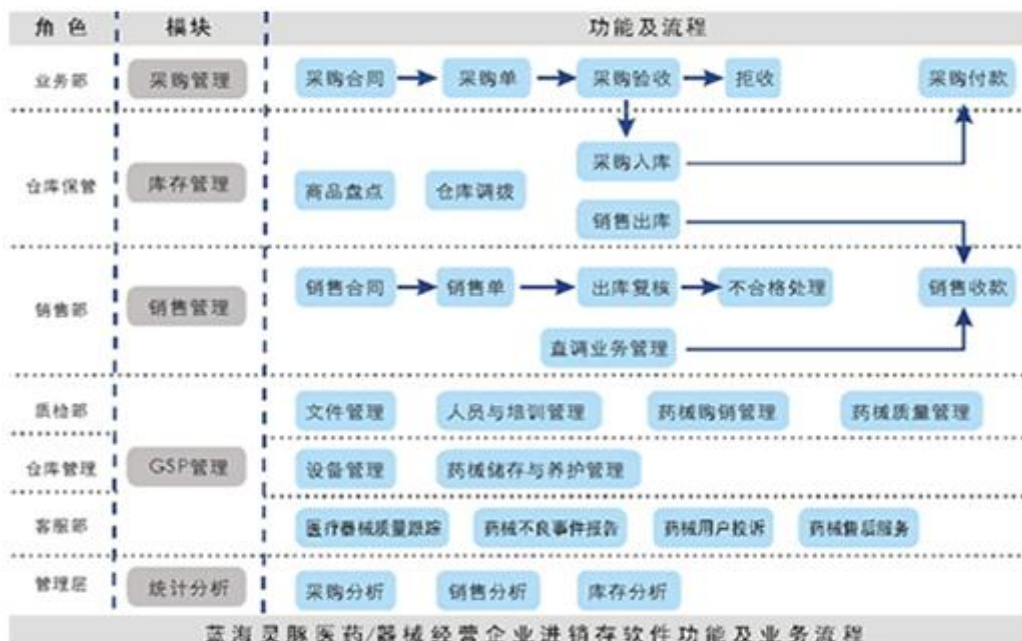 角 色 模块 功能及流程
业务部 采购管理 采购合同 采购单 采购验收 拒收 采购付款
采购入库
仓库保管 库存管理 商品盘点 仓库调拨
销售出库
销售合同 销售单 出库复核 不合格处理 销售收款
销售部 销售管理
直调业务管理
质检部 文件管理 人员与培训管理 药械购销管理 药械质量管理
仓库管理 GSP管理 设备管理 药械储存与养护管理
客服部 医疗器械质量跟踪 药械不良事件报告 药械用户投诉 药械售后服务
管理层 统计分析 采购分析 销售分析 库存分析
蓝海灵豚医药/器械经营企业进销存软件功能及业务流程